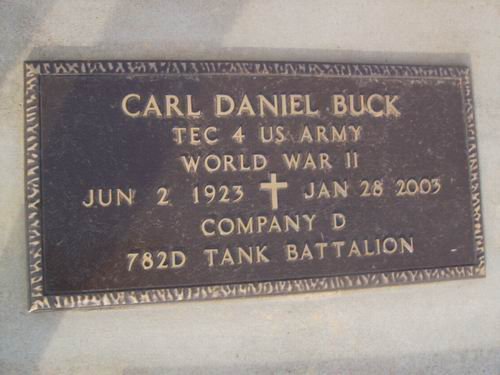 CARL DANIEL BUCK
TEC 4 US ARMY
WORLD WAR II
JUN 2 1923 JAN 28 2003
COMPANY D
782D TANK BATTALION